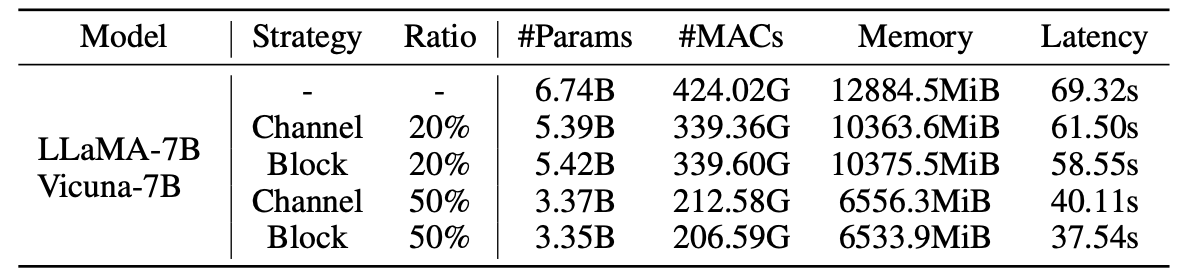 Model Strategy Ratio #Params #MACs Memory Latency
- - 6.74B 424.02G 12884.5MiB 69.32s
Channel 20% 5.39B 339.36G 10363.6MiB 61.50s
LLaMA-7B
Block 20% 5.42B 339.60G 10375.5MiB 58.55s
Vicuna-7B
Channel 50% 3.37B 212.58G 6556.3MiB 40.11s
Block 50% 3.35B 206.59G 6533.9MiB 37.54s